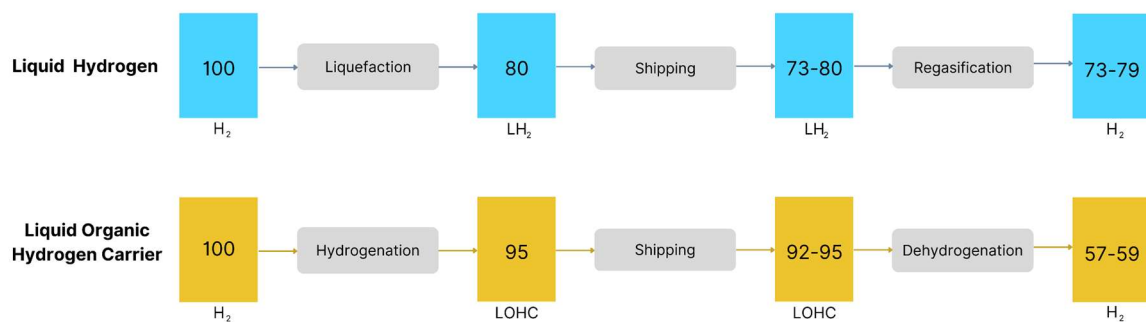 Liquid Hydrogen
100
Liquefaction
80
Shipping
73-80
Regasification
73-79
H₂
LH₂
LH₂
H₂
Liquid Organic
Hydrogen Carrier
100
Hydrogenation
95
Shipping
92-95
Dehydrogenation
57-59
H₂
LOHC
LOHC
H₂